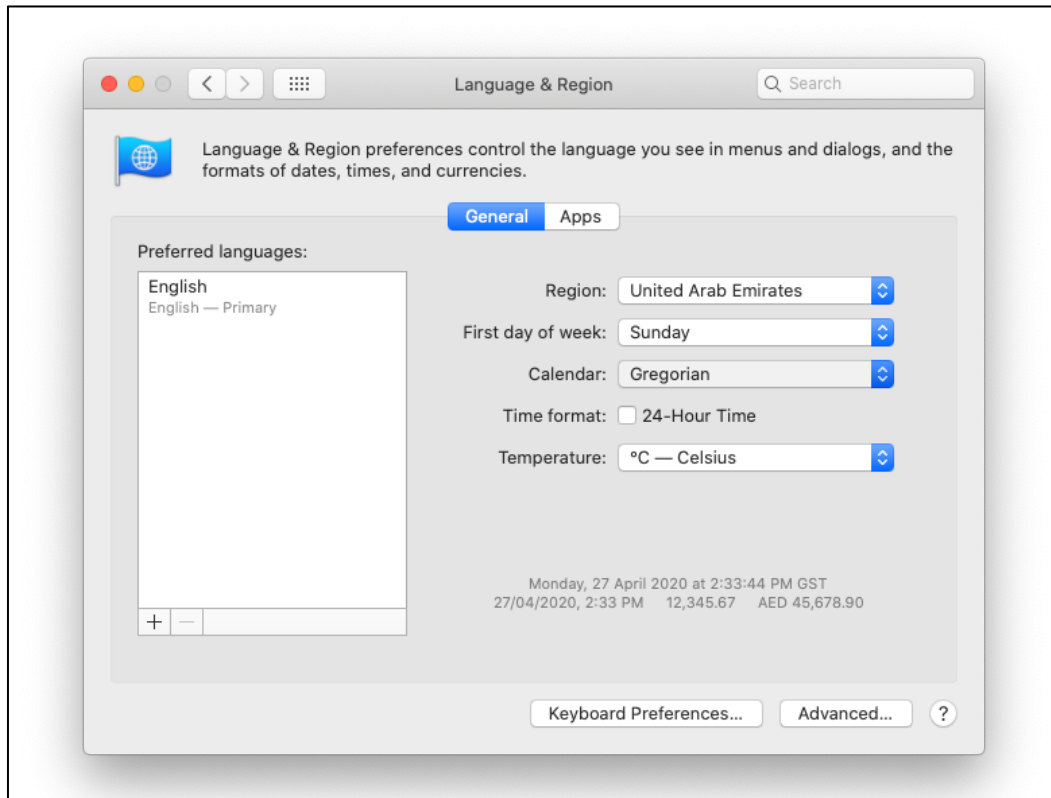 Language & Region
Search
Language & Region preferences control the language you see in menus and dialogs, and the
formats of dates, times, and currencies.
General Apps
Preferred languages:
English
English — Primary
Region: United Arab Emirates
First day of week: Sunday
Calendar: Gregorian
Time format: 24-Hour Time
Temperature: °C — Celsius
Monday, 27 April 2020 at 2:33:44 PM GST
27/04/2020, 2:33 PM 12,345.67 AED 45,678.90
+ −
Keyboard Preferences... Advanced... ?